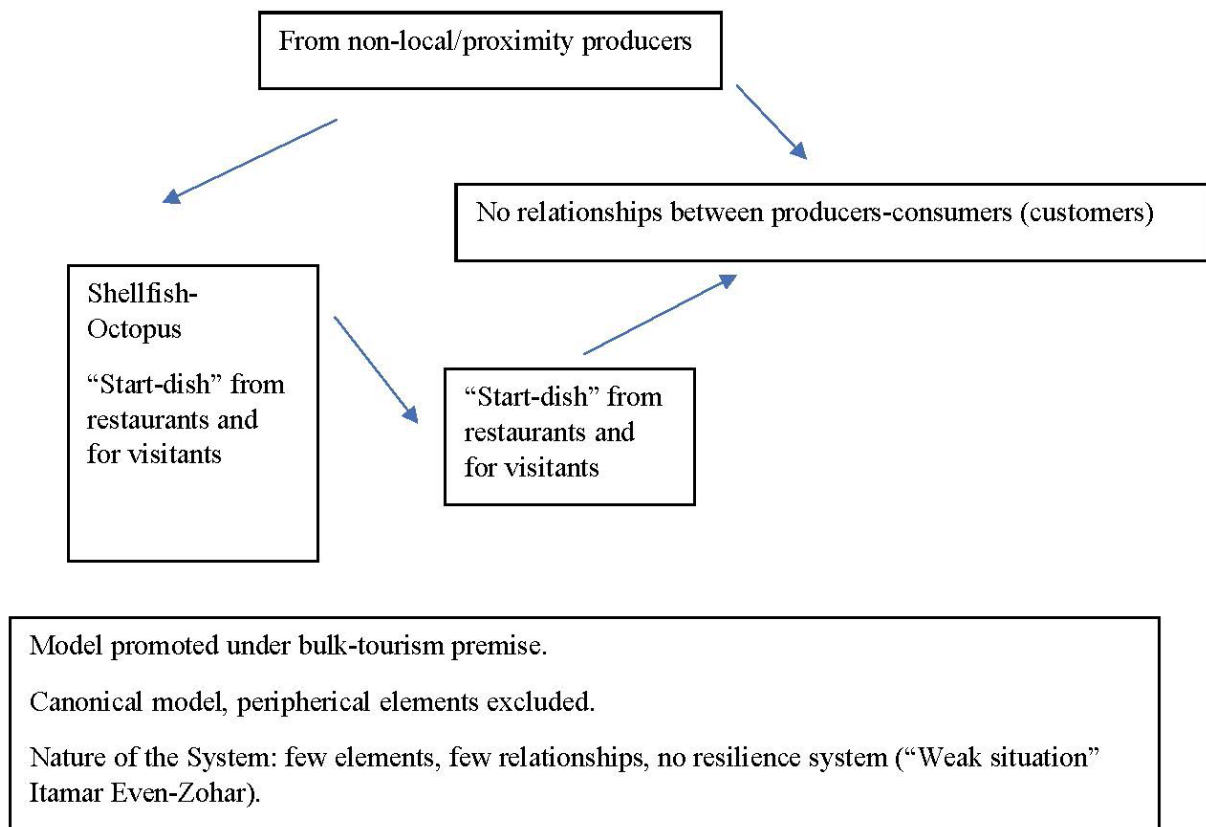 From non-local/proximity producers
No relationships between producers-consumers (customers)
Shellfish-
Octopus
“Start-dish” from
restaurants and
for visitants
“Start-dish” from
restaurants and
for visitants
Model promoted under bulk-tourism premise.
Canonical model, peripherical elements excluded.
Nature of the System: few elements, few relationships, no resilience system (“Weak situation”
Itamar Even-Zohar).